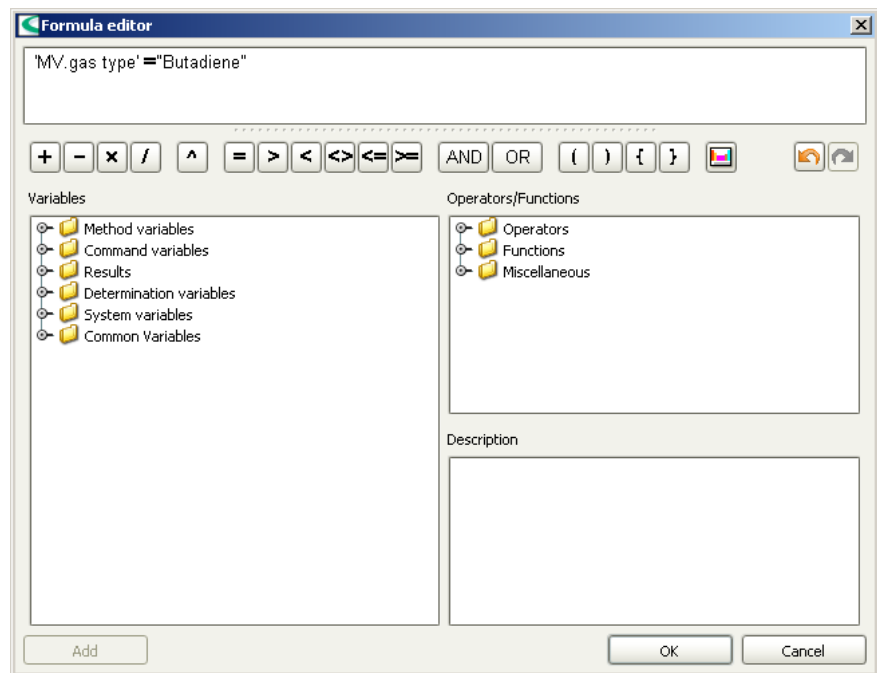 Formula editor
'MV.gas type'="Butadiene"
+ − × / ^ = > < <> <= >= AND OR ( ) { }
Variables
Method variables
Command variables
Results
Determination variables
System variables
Common Variables
Operators/Functions
Operators
Functions
Miscellaneous
Description
Add
OK
Cancel